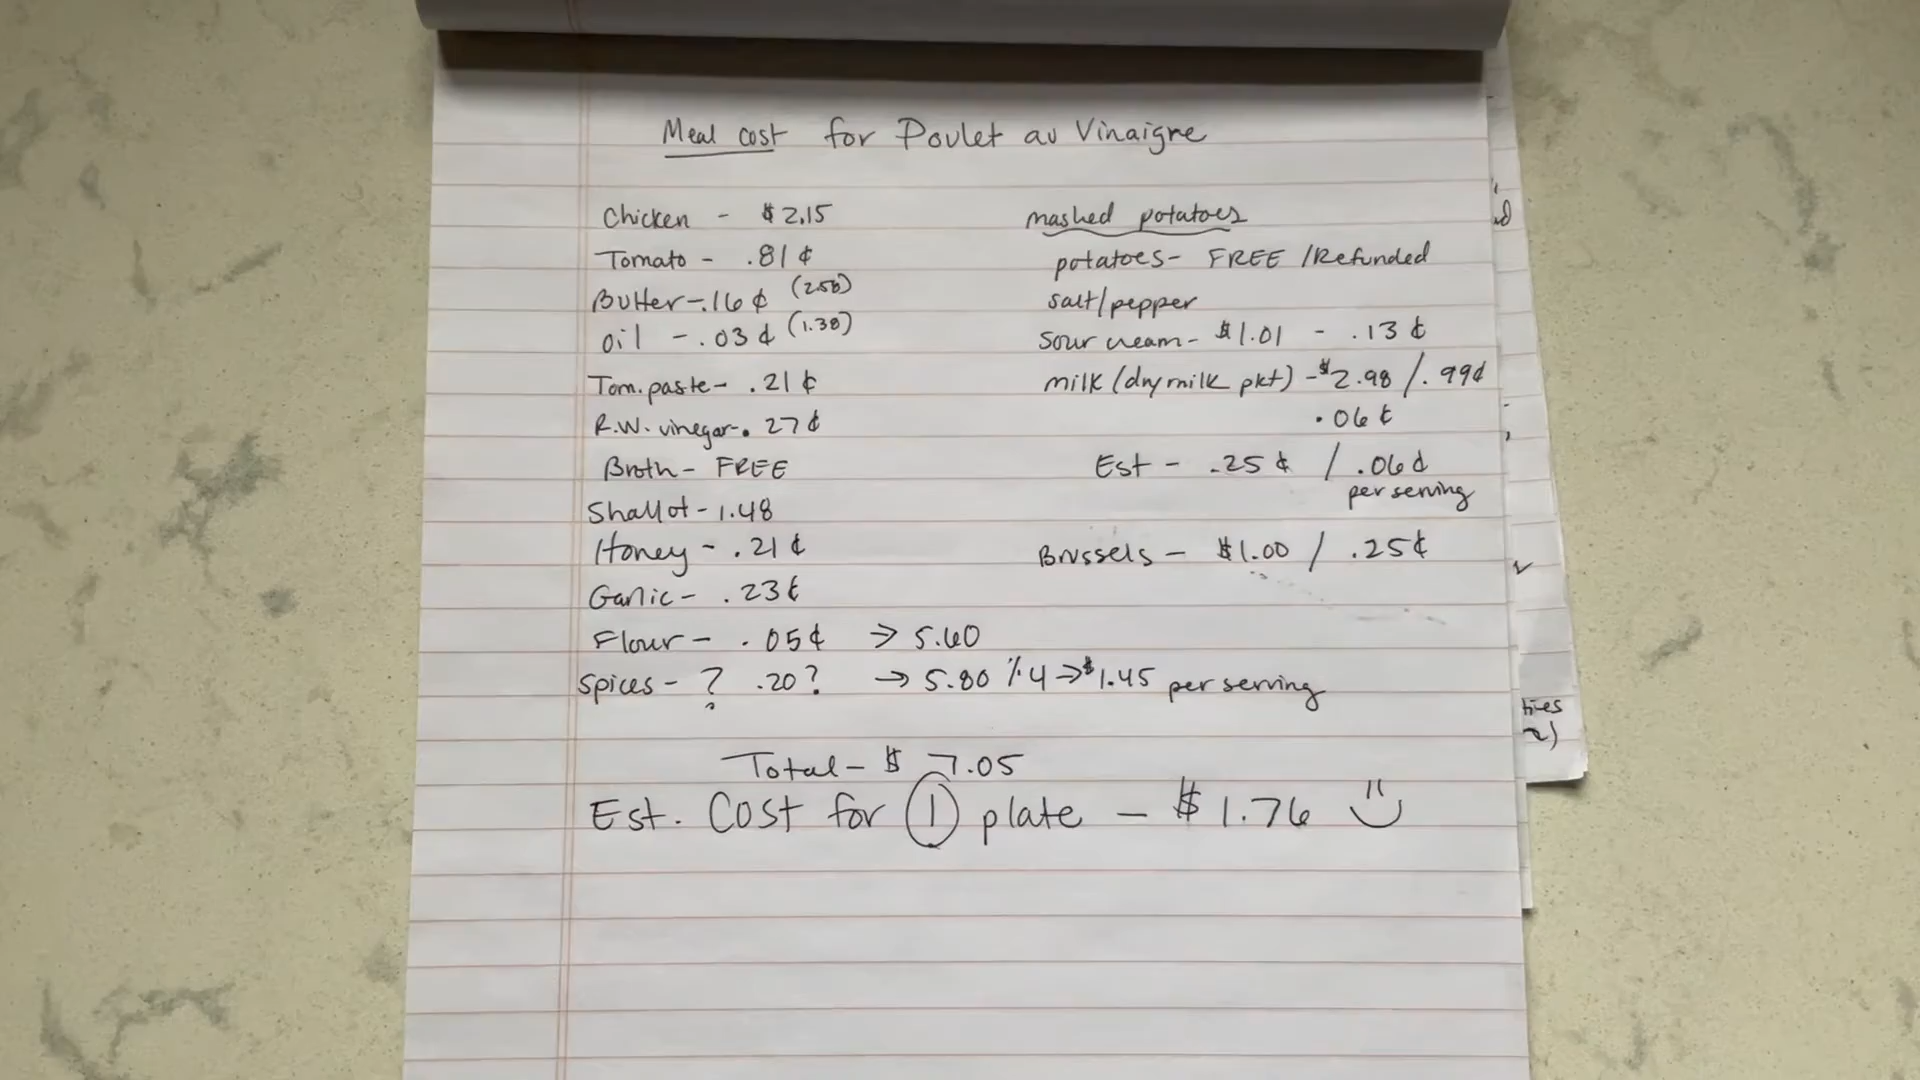 Meal cost for Poulet au Vinaigre
Chicken - $2.15
Tomato - .81¢
Butter - .16¢ (2.50)
oil - .03¢ (1.38)
Tom. paste - .21¢
R.W. vinegar - .27¢
Broth - FREE
Shallot - 1.48
Honey - .21¢
Garlic - .23¢
Flour - .05¢ → 5.60
Spices - ? .20? → 5.80 ٪ 4 → $1.45 per serving
mashed potatoes
potatoes - FREE / Refunded
salt/pepper
sour cream - $1.01 - .13¢
milk (dry milk pkt) - $2.98 / .99¢
.06¢
Est - .25¢ / .06¢
per serving
Brussels - $1.00 / .25¢
Total - $ 7.05
Est. Cost for 1 plate - $1.76